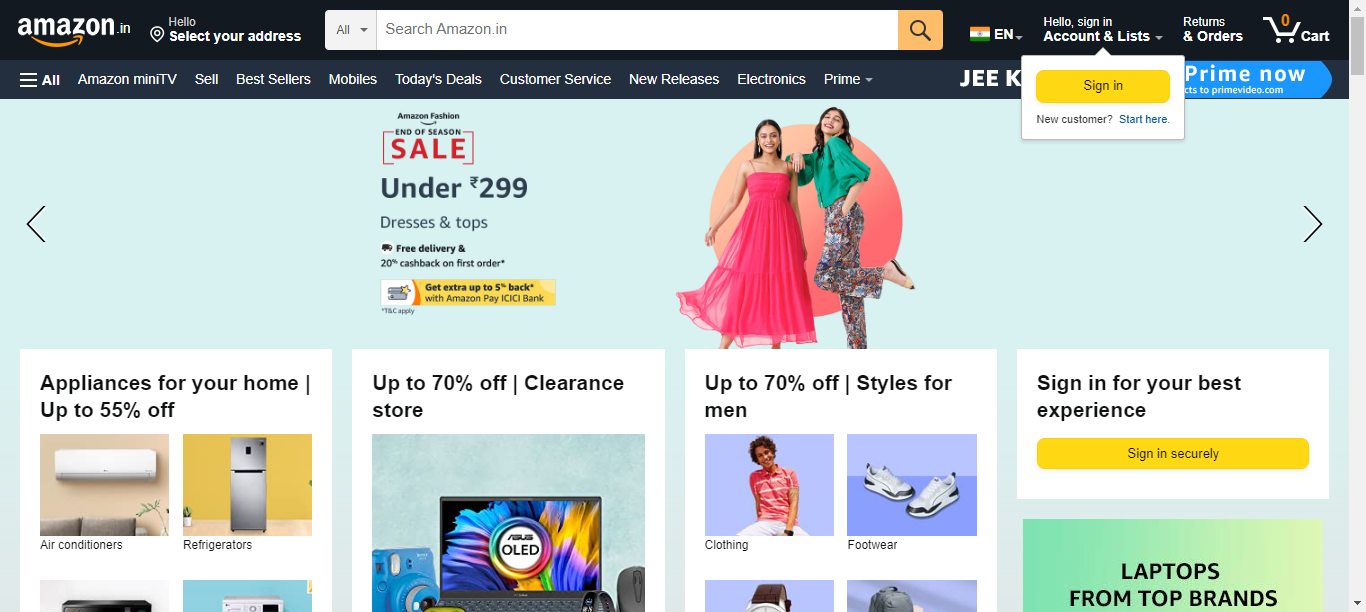 amazon.in
Hello
Select your address
All
Search Amazon.in
EN
Hello, sign in
Account & Lists
Returns
& Orders
0
Cart
All
Amazon miniTV
Sell
Best Sellers
Mobiles
Today's Deals
Customer Service
New Releases
Electronics
Prime
JEE K
Prime now
cts to primevideo.com
Sign in
New customer? Start here.
Amazon Fashion
END OF SEASON
SALE
Under ₹299
Dresses & tops
Free delivery &
20% cashback on first order*
Get extra up to 5% back*
with Amazon Pay ICICI Bank
*T&C apply
Appliances for your home |
Up to 55% off
Air conditioners
Refrigerators
Up to 70% off | Clearance
store
ASUS
OLED
Up to 70% off | Styles for
men
Clothing
Footwear
Sign in for your best
experience
Sign in securely
LAPTOPS
FROM TOP BRANDS